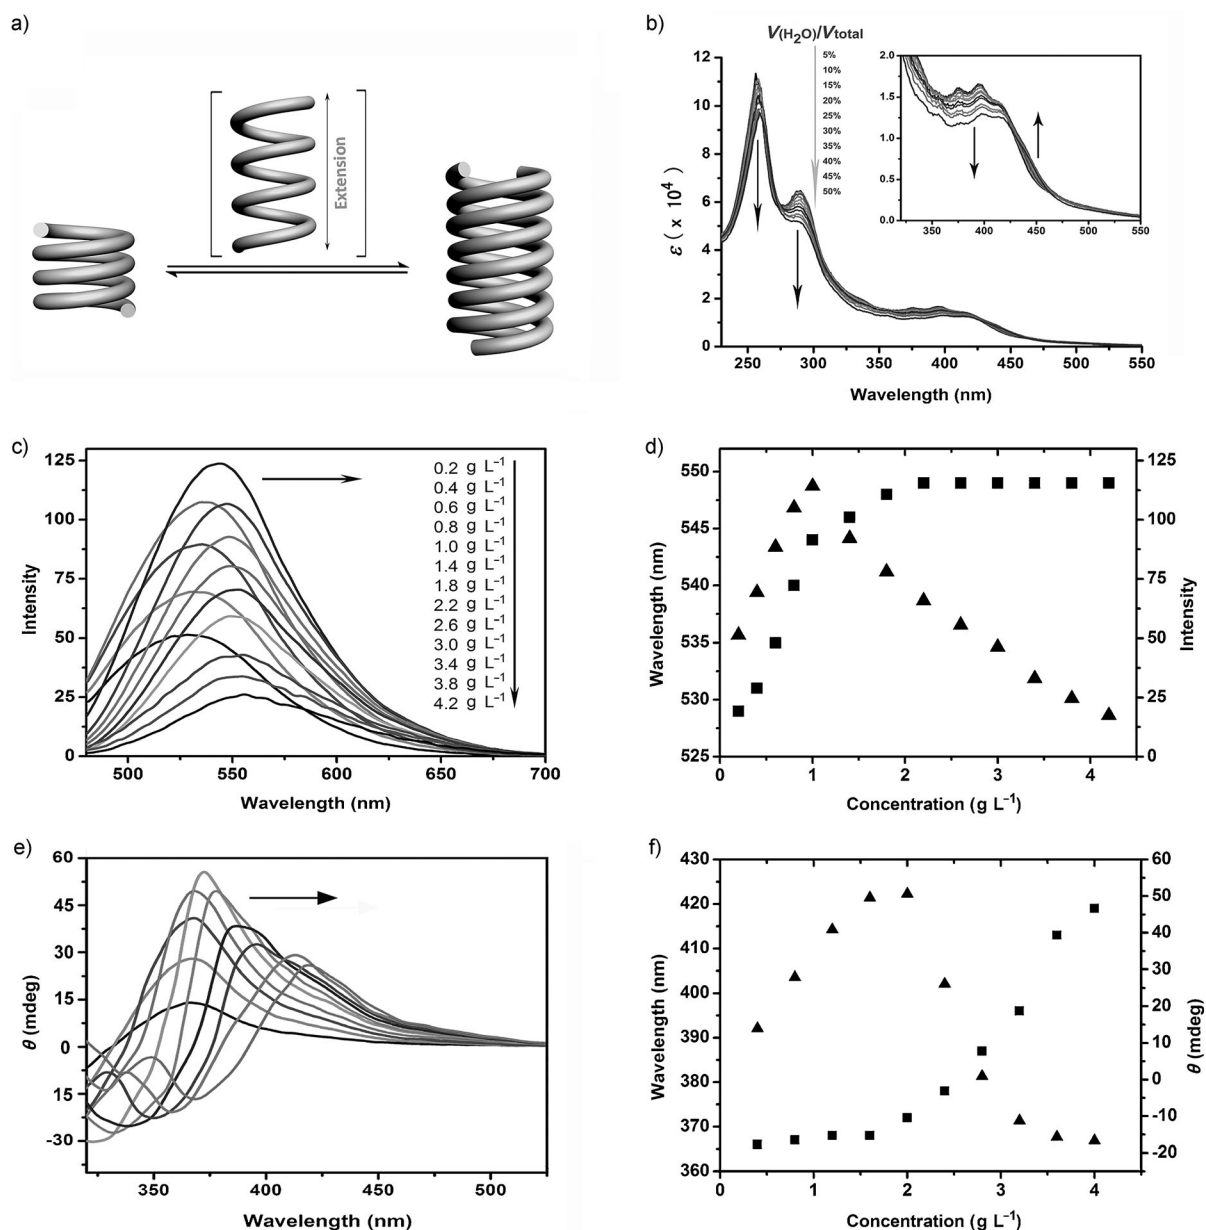 a)
Extension
b)
V(H2O)/Vtotal
5%
10%
15%
20%
25%
30%
35%
40%
45%
50%
12
10
8
6
4
2
0
ε ( x 10⁴)
250 300 350 400 450 500 550
Wavelength (nm)
2.0
1.5
1.0
0.5
0.0
350 400 450 500 550
c)
125
100
75
50
25
0
Intensity
0.2 g L⁻¹
0.4 g L⁻¹
0.6 g L⁻¹
0.8 g L⁻¹
1.0 g L⁻¹
1.4 g L⁻¹
1.8 g L⁻¹
2.2 g L⁻¹
2.6 g L⁻¹
3.0 g L⁻¹
3.4 g L⁻¹
3.8 g L⁻¹
4.2 g L⁻¹
500 550 600 650 700
Wavelength (nm)
d)
550
545
540
535
530
525
Wavelength (nm)
125
100
75
50
25
0
Intensity
0 1 2 3 4
Concentration (g L⁻¹)
e)
60
45
30
15
0
15
-30
θ (mdeg)
350 400 450 500
Wavelength (nm)
f)
430
420
410
400
390
380
370
360
Wavelength (nm)
60
50
40
30
20
10
0
-10
-20
θ (mdeg)
0 1 2 3 4
Concentration (g L⁻¹)